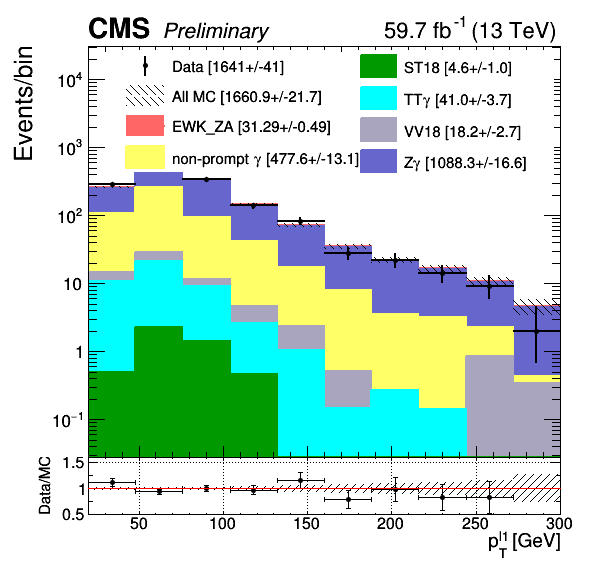 CMS Preliminary 59.7 fb⁻¹ (13 TeV)
Events/bin
Data [1641+/-41]
All MC [1660.9+/-21.7]
EWK_ZA [31.29+/-0.49]
non-prompt γ [477.6+/-13.1]
ST18 [4.6+/-1.0]
TTγ [41.0+/-3.7]
VV18 [18.2+/-2.7]
Zγ [1088.3+/-16.6]
10⁴
10³
10²
10
1
10⁻¹
Data/MC
1.5
1
0.5
50 100 150 200 250 300
p_T^l1 [GeV]